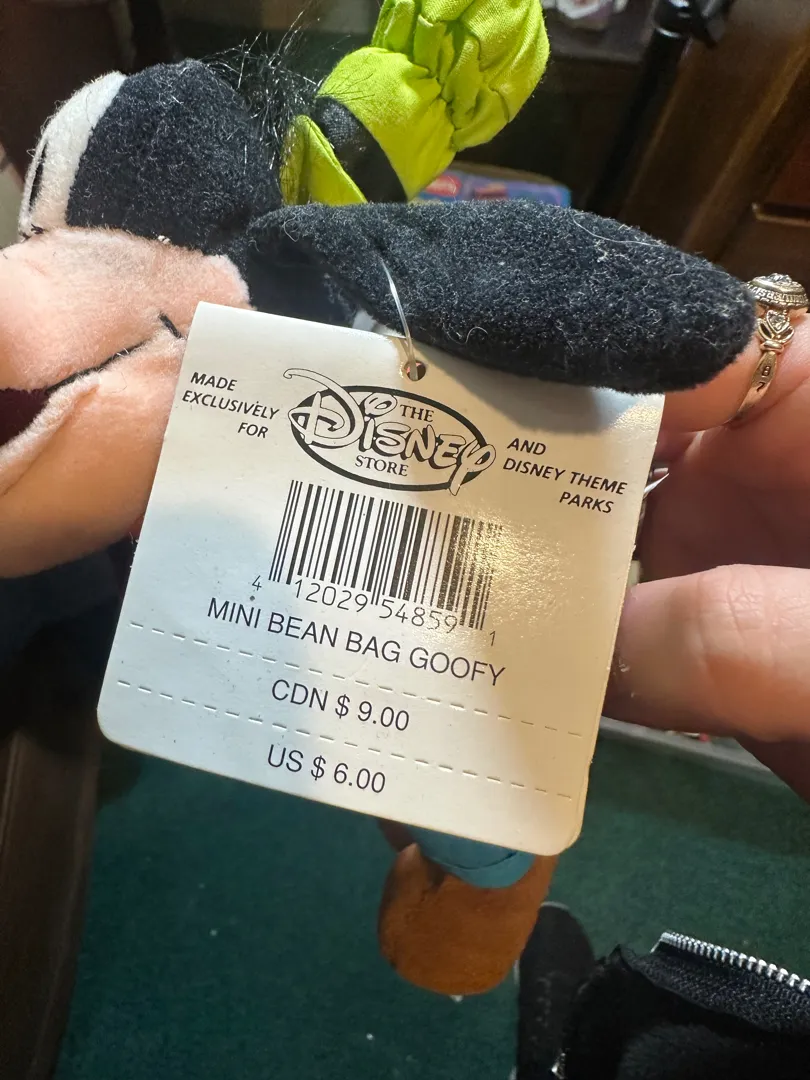 MADE
EXCLUSIVELY
FOR
THE
DISNEY
STORE
AND
DISNEY THEME
PARKS
4 12029 54859 1
MINI BEAN BAG GOOFY
CDN $ 9.00
US $ 6.00